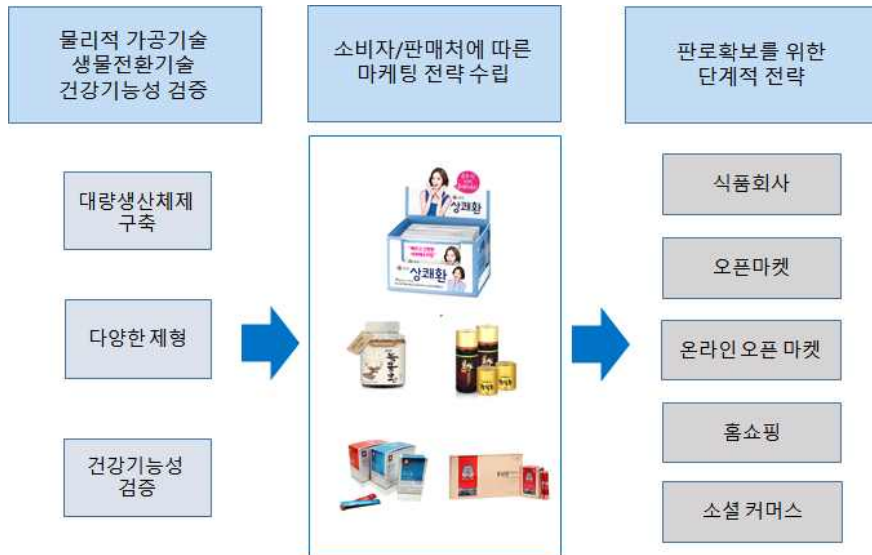 물리적 가공기술
생물전환기술
건강기능성 검증
소비자/판매처에 따른
마케팅 전략 수립
판로확보를 위한
단계적 전략
대량생산체제
구축
다양한 제형
건강기능성
검증
상쾌환
상쾌환
식품회사
오픈마켓
온라인 오픈 마켓
홈쇼핑
소셜 커머스